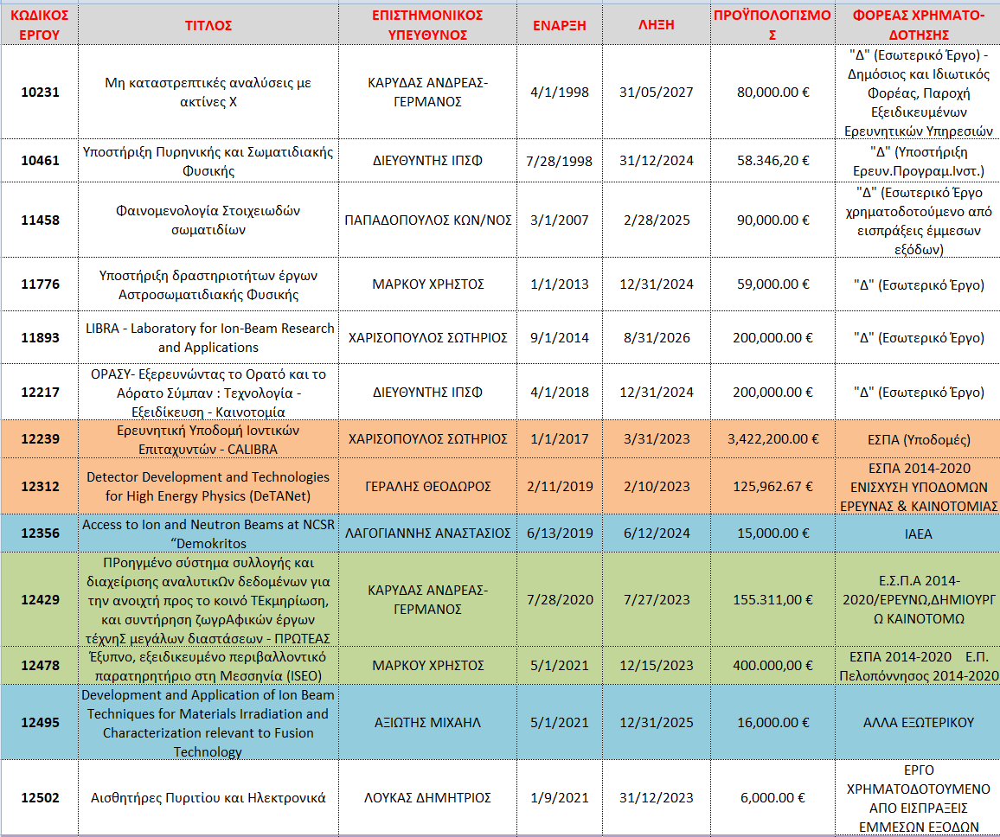 ΚΩΔΙΚΟΣ
ΕΡΓΟΥ
ΤΙΤΛΟΣ
ΕΠΙΣΤΗΜΟΝΙΚΟΣ
ΥΠΕΥΘΥΝΟΣ
ΕΝΑΡΞΗ
ΛΗΞΗ
ΠΡΟΫΠΟΛΟΓΙΣΜΟ
Σ
ΦΟΡΕΑΣ ΧΡΗΜΑΤΟ-
ΔΟΤΗΣΗΣ
10231
Μη καταστρεπτικές αναλύσεις με
ακτίνες Χ
ΚΑΡΥΔΑΣ ΑΝΔΡΕΑΣ-
ΓΕΡΜΑΝΟΣ
4/1/1998
31/05/2027
80,000.00 €
"Δ" (Εσωτερικό Έργο) -
Δημόσιος και Ιδιωτικός
Φορέας, Παροχή
Εξειδικευμένων
Ερευνητικών Υπηρεσιών
10461
Υποστήριξη Πυρηνικής και Σωματιδιακής
Φυσικής
ΔΙΕΥΘΥΝΤΗΣ ΙΠΣΦ
7/28/1998
31/12/2024
58.346,20 €
"Δ" (Υποστήριξη
Ερευν.Προγραμ.Ινστ.)
11458
Φαινομενολογία Στοιχειωδών
σωματιδίων
ΠΑΠΑΔΟΠΟΥΛΟΣ ΚΩΝ/ΝΟΣ
3/1/2007
2/28/2025
90,000.00 €
"Δ" (Εσωτερικό Έργο
χρηματοδοτούμενο από
εισπράξεις έμμεσων
εξόδων)
11776
Υποστήριξη δραστηριοτήτων έργων
Αστροσωματιδιακής Φυσικής
ΜΑΡΚΟΥ ΧΡΗΣΤΟΣ
1/1/2013
12/31/2024
59,000.00 €
"Δ" (Εσωτερικό Έργο)
11893
LIBRA - Laboratory for Ion-Beam Research
and Applications
ΧΑΡΙΣΟΠΟΥΛΟΣ ΣΩΤΗΡΙΟΣ
9/1/2014
8/31/2026
200,000.00 €
"Δ" (Εσωτερικό Έργο)
12217
ΟΡΑΣΥ- Εξερευνώντας το Ορατό και το
Αόρατο Σύμπαν : Τεχνολογία -
Εξειδίκευση - Καινοτομία
ΔΙΕΥΘΥΝΤΗΣ ΙΠΣΦ
4/1/2018
12/31/2024
200,000.00 €
"Δ" (Εσωτερικό Έργο)
12239
Ερευνητική Υποδομή Ιοντικών
Επιταχυντών - CALIBRA
ΧΑΡΙΣΟΠΟΥΛΟΣ ΣΩΤΗΡΙΟΣ
1/1/2017
3/31/2023
3,422,200.00 €
ΕΣΠΑ (Υποδομές)
12312
Detector Development and Technologies
for High Energy Physics (DeTANet)
ΓΕΡΑΛΗΣ ΘΕΟΔΩΡΟΣ
2/11/2019
2/10/2023
125,962.67 €
ΕΣΠΑ 2014-2020
ΕΝΙΣΧΥΣΗ ΥΠΟΔΟΜΩΝ
ΕΡΕΥΝΑΣ & ΚΑΙΝΟΤΟΜΙΑΣ
12356
Access to Ion and Neutron Beams at NCSR
“Demokritos
ΛΑΓΟΓΙΑΝΝΗΣ ΑΝΑΣΤΑΣΙΟΣ
6/13/2019
6/12/2024
15,000.00 €
IAEA
12429
ΠΡοηγμένο σύστημα συλλογής και
διαχείρισης αναλυτικΩν δεδομένων για
την ανοιχτή προς το κοινό ΤΕκμηρίωση,
και συντήρηση ζωγρΑφικών έργων
τέχνηΣ μεγάλων διαστάσεων - ΠΡΩΤΕΑΣ
ΚΑΡΥΔΑΣ ΑΝΔΡΕΑΣ-
ΓΕΡΜΑΝΟΣ
7/28/2020
7/27/2023
155.311,00 €
Ε.Σ.Π.Α 2014-
2020/ΕΡΕΥΝΩ,ΔΗΜΙΟΥΡΓ
Ω ΚΑΙΝΟΤΟΜΩ
12478
Έξυπνο, εξειδικευμένο περιβαλλοντικό
παρατηρητήριο στη Μεσσηνία (ISEO)
ΜΑΡΚΟΥ ΧΡΗΣΤΟΣ
5/1/2021
12/15/2023
400.000,00 €
ΕΣΠΑ 2014-2020 Ε.Π.
Πελοπόννησος 2014-2020
12495
Development and Application of Ion Beam
Techniques for Materials Irradiation and
Characterization relevant to Fusion
Technology
ΑΞΙΩΤΗΣ ΜΙΧΑΗΛ
5/1/2021
12/31/2025
16,000.00 €
ΑΛΛΑ ΕΞΩΤΕΡΙΚΟΥ
12502
Αισθητήρες Πυριτίου και Ηλεκτρονικά
ΛΟΥΚΑΣ ΔΗΜΗΤΡΙΟΣ
1/9/2021
31/12/2023
6,000.00 €
ΕΡΓΟ
ΧΡΗΜΑΤΟΔΟΤΟΥΜΕΝΟ
ΑΠΟ ΕΙΣΠΡΑΞΕΙΣ
ΕΜΜΕΣΩΝ ΕΞΟΔΩΝ